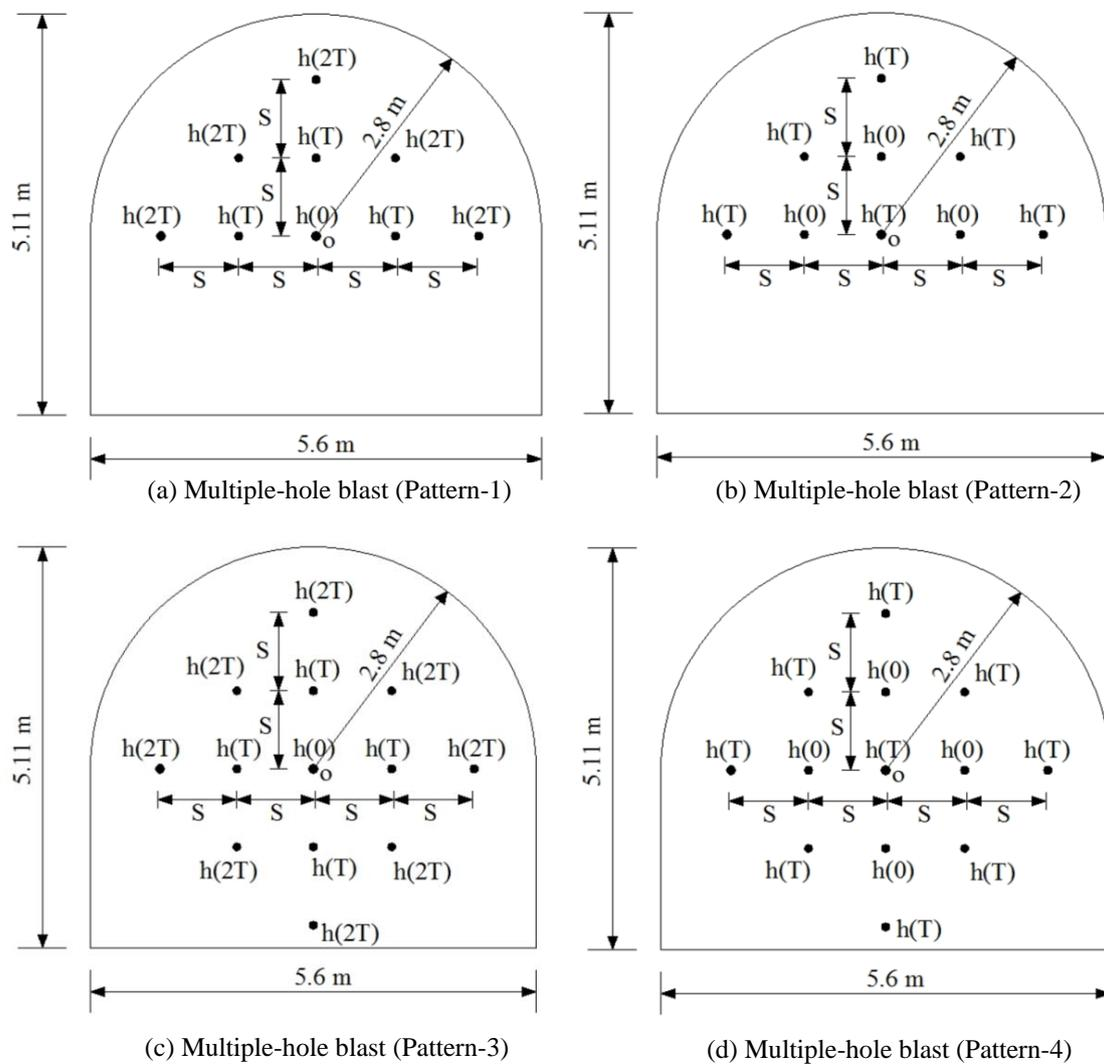 h(2T)
S
2.8 m
h(2T)
h(T)
h(2T)
S
5.11 m
h(2T)
h(T)
h(0)
h(T)
h(2T)
o
S
S
S
S
5.6 m
(a) Multiple-hole blast (Pattern-1)
h(T)
S
2.8 m
h(T)
h(0)
h(T)
S
5.11 m
h(T)
h(0)
h(T)
h(0)
h(T)
o
S
S
S
S
5.6 m
(b) Multiple-hole blast (Pattern-2)
h(2T)
S
2.8 m
h(2T)
h(T)
h(2T)
S
5.11 m
h(2T)
h(T)
h(0)
h(T)
h(2T)
o
S
S
S
S
h(2T)
h(T)
h(2T)
h(2T)
5.6 m
(c) Multiple-hole blast (Pattern-3)
h(T)
S
2.8 m
h(T)
h(0)
h(T)
S
5.11 m
h(T)
h(0)
h(T)
h(0)
h(T)
o
S
S
S
S
h(T)
h(0)
h(T)
h(T)
5.6 m
(d) Multiple-hole blast (Pattern-4)